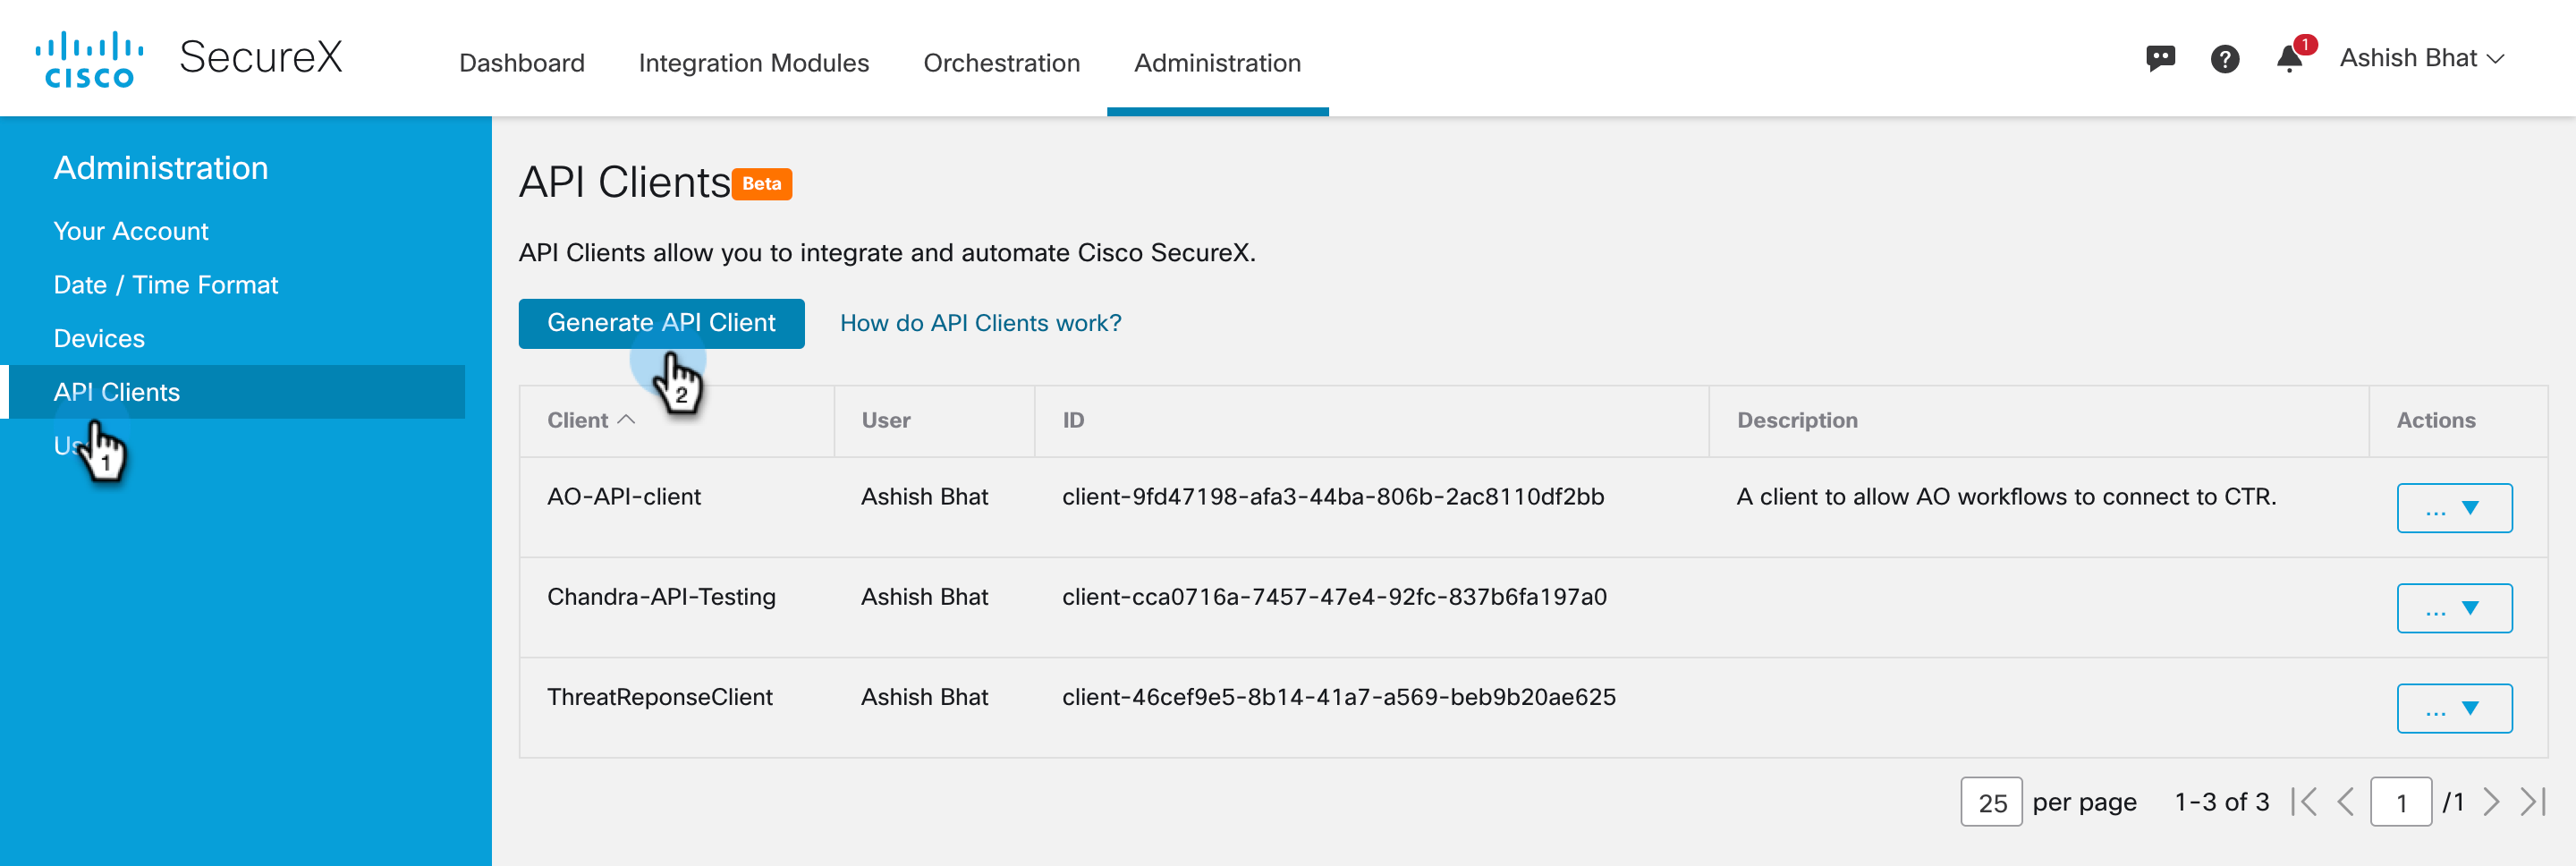 CISCO SecureX Dashboard Integration Modules Orchestration Administration 1 Ashish Bhat
Administration
Your Account
Date / Time Format
Devices
API Clients
1
API Clients Beta
API Clients allow you to integrate and automate Cisco SecureX.
Generate API Client How do API Clients work?
2
Client User ID Description Actions
AO-API-client Ashish Bhat client-9fd47198-afa3-44ba-806b-2ac8110df2bb A client to allow AO workflows to connect to CTR. ...
Chandra-API-Testing Ashish Bhat client-cca0716a-7457-47e4-92fc-837b6fa197a0 ...
ThreatReponseClient Ashish Bhat client-46cef9e5-8b14-41a7-a569-beb9b20ae625 ...
25 per page 1-3 of 3 1 /1